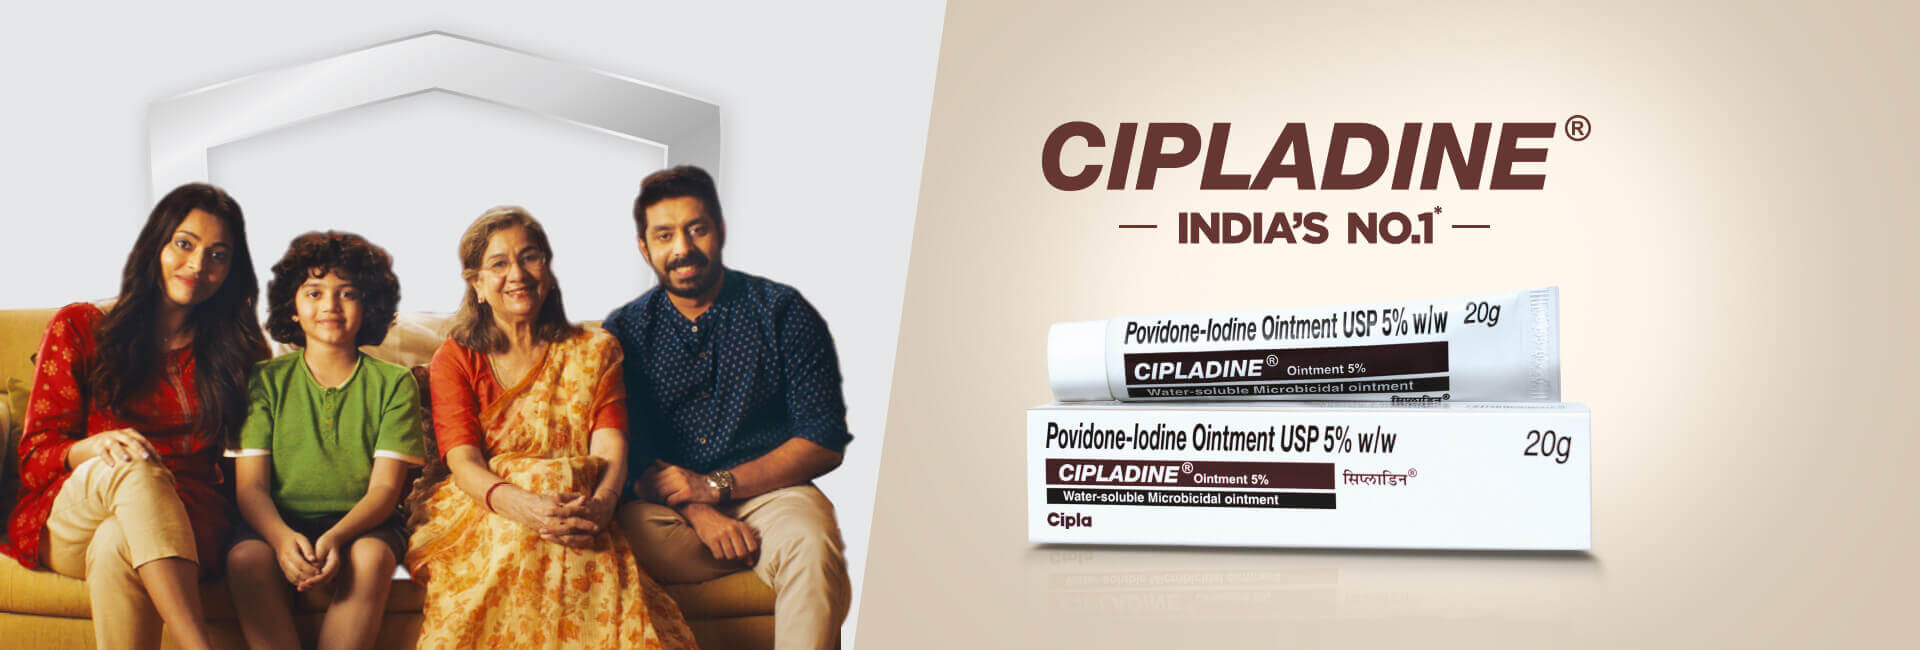 CIPLADINE®
INDIA'S NO.1*
Povidone-Iodine Ointment USP 5% w/w 20g
CIPLADINE® Ointment 5%
Water-soluble Microbicidal ointment
सिप्लाडिन®
Povidone-Iodine Ointment USP 5% w/w 20g
CIPLADINE® Ointment 5% सिप्लाडिन®
Water-soluble Microbicidal ointment
Cipla